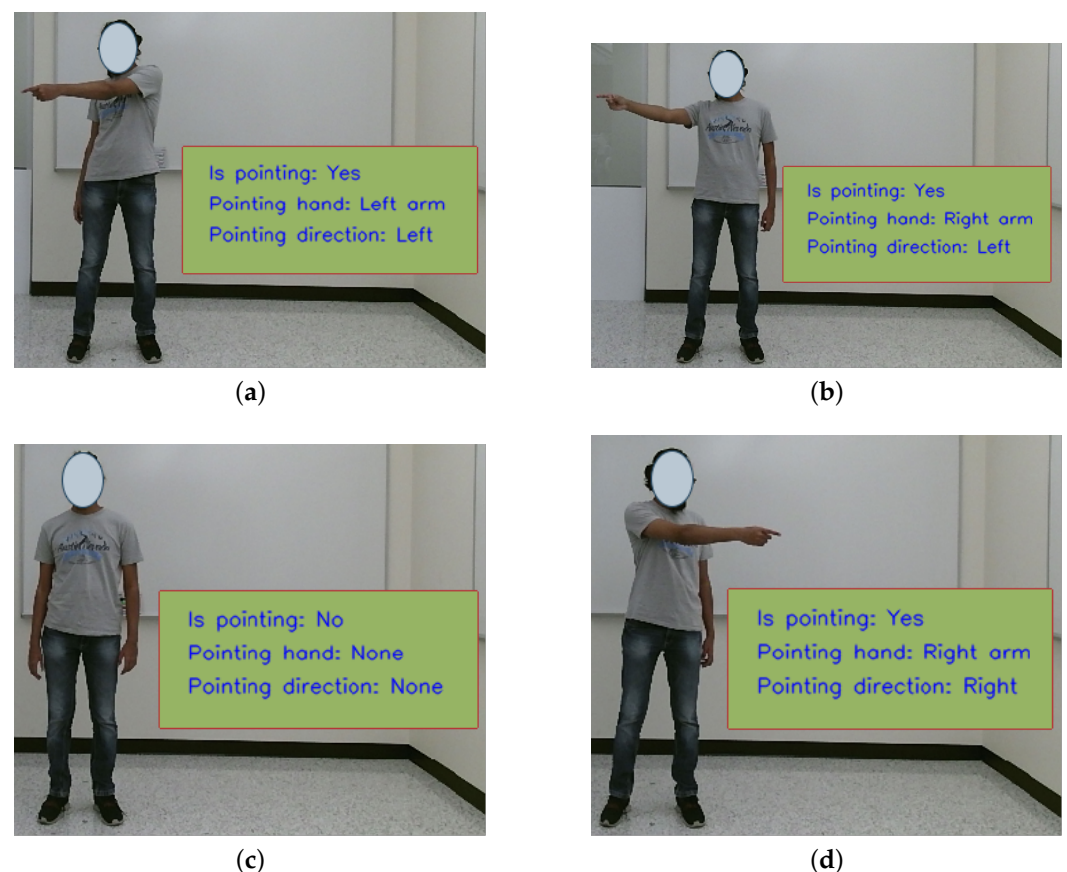 Is pointing: Yes
Pointing hand: Left arm
Pointing direction: Left
(a)
Is pointing: Yes
Pointing hand: Right arm
Pointing direction: Left
(b)
Is pointing: No
Pointing hand: None
Pointing direction: None
(c)
Is pointing: Yes
Pointing hand: Right arm
Pointing direction: Right
(d)